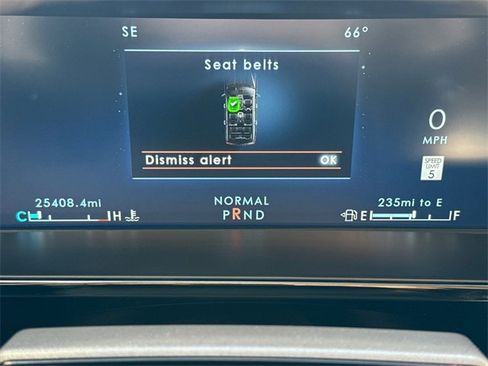 SE 66°
Seat belts
Dismiss alert OK
0
MPH
SPEED
LIMIT
5
25408.4mi NORMAL 235mi to E
C H PRND E F